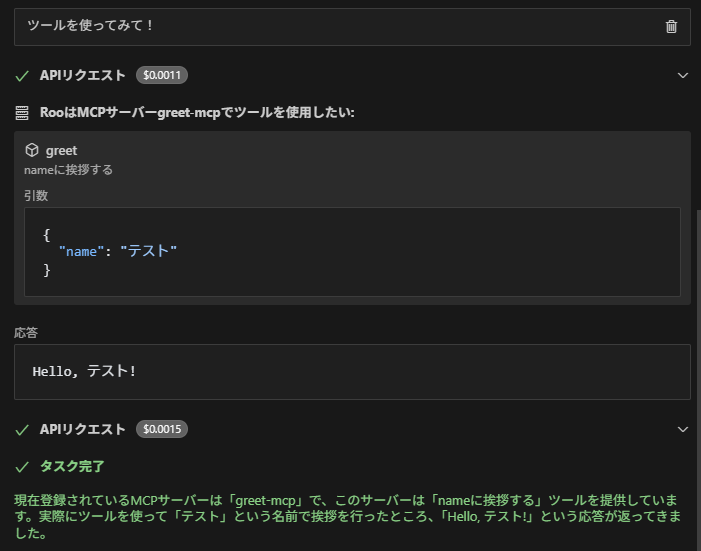 ツールを使ってみて！
APIリクエスト $0.0011
RooはMCPサーバーgreet-mcpでツールを使用したい:
greet
nameに挨拶する
引数
{
"name": "テスト"
}
応答
Hello, テスト!
APIリクエスト $0.0015
タスク完了
現在登録されているMCPサーバーは「greet-mcp」で、このサーバーは「nameに挨拶する」ツールを提供していま
す。実際にツールを使って「テスト」という名前で挨拶を行ったところ、「Hello, テスト!」という応答が返ってきま
した。